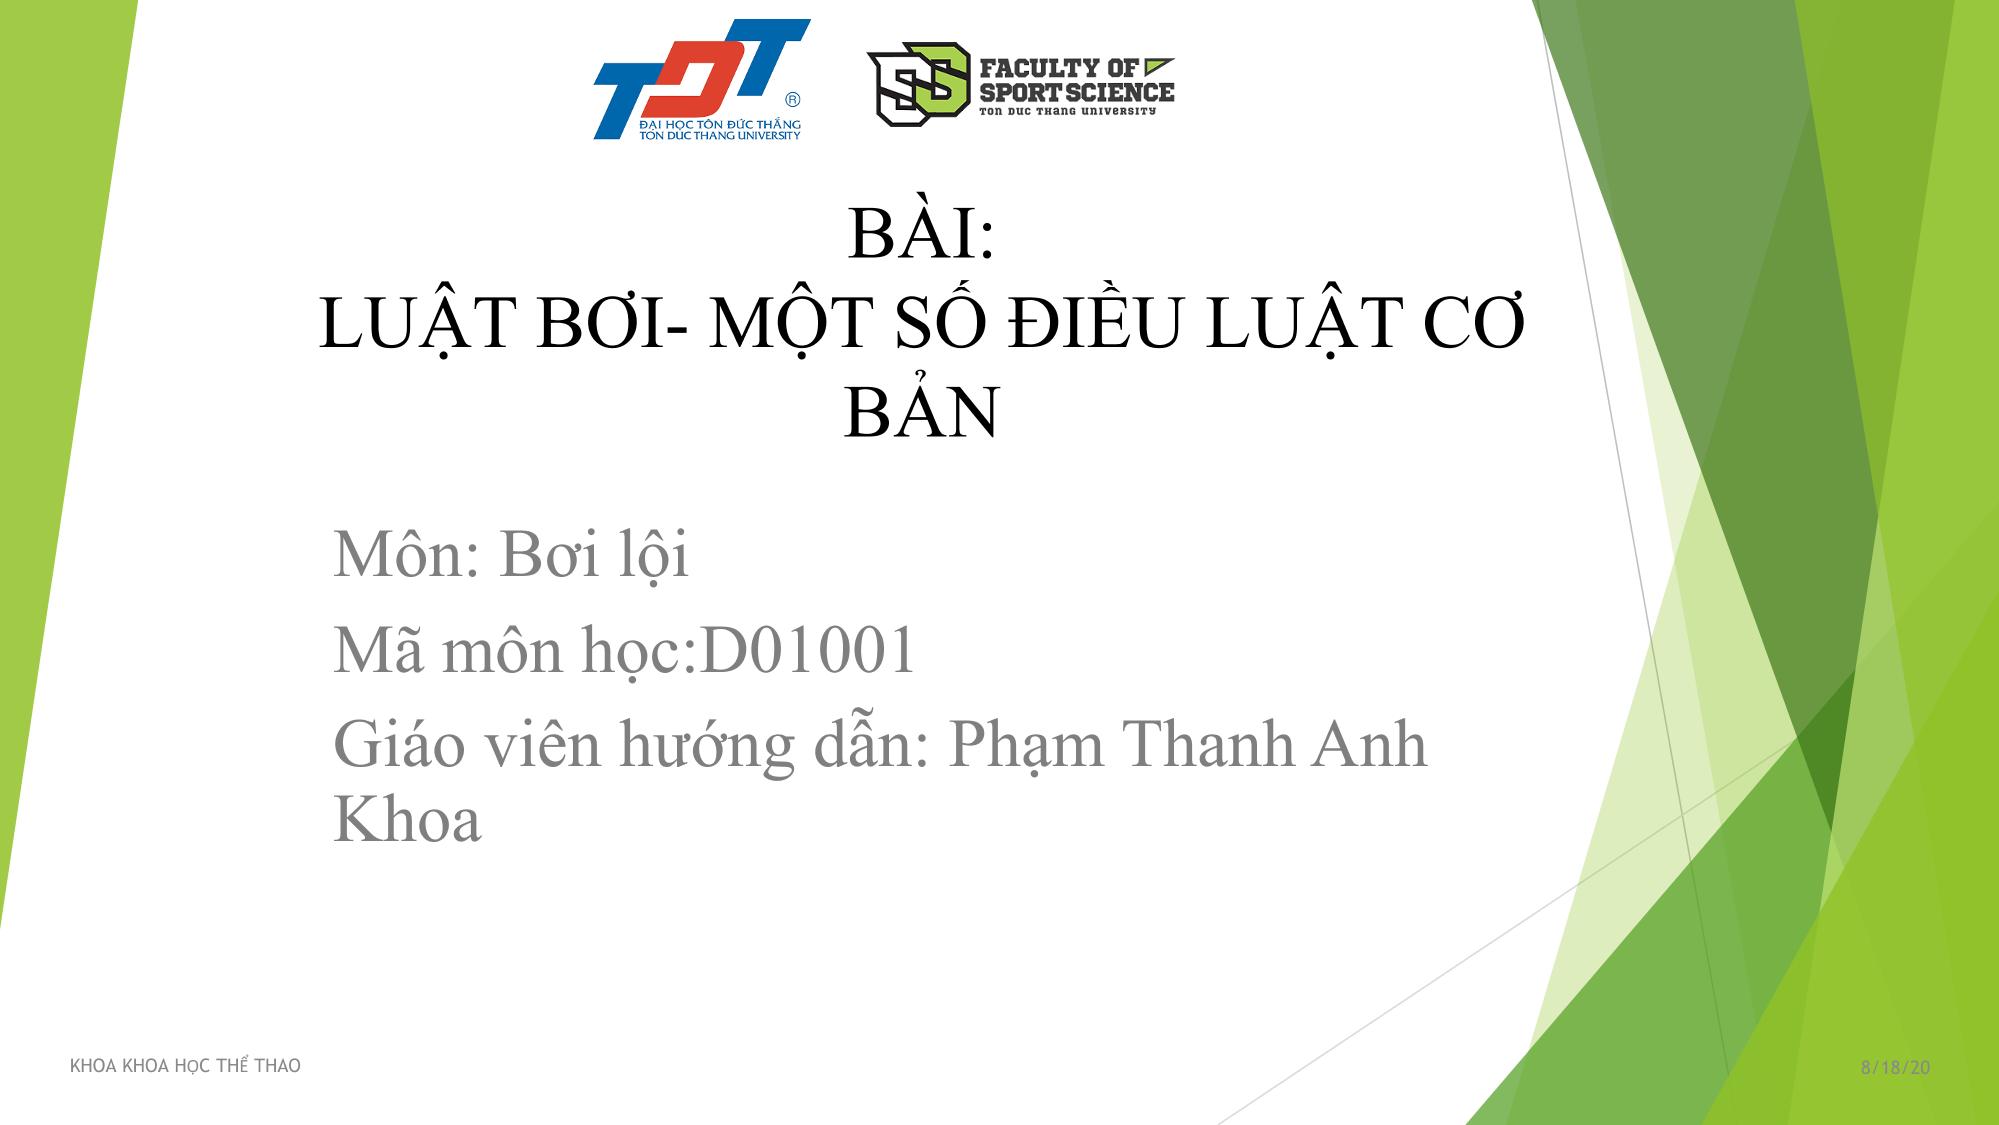 TDT
®
ĐẠI HỌC TÔN ĐỨC THẮNG
TON DUC THANG UNIVERSITY
FACULTY OF
SPORT SCIENCE
TON DUC THANG UNIVERSITY
BÀI:
LUẬT BƠI- MỘT SỐ ĐIỀU LUẬT CƠ
BẢN
Môn: Bơi lội
Mã môn học:D01001
Giáo viên hướng dẫn: Phạm Thanh Anh
Khoa
KHOA KHOA HỌC THỂ THAO
8/18/20